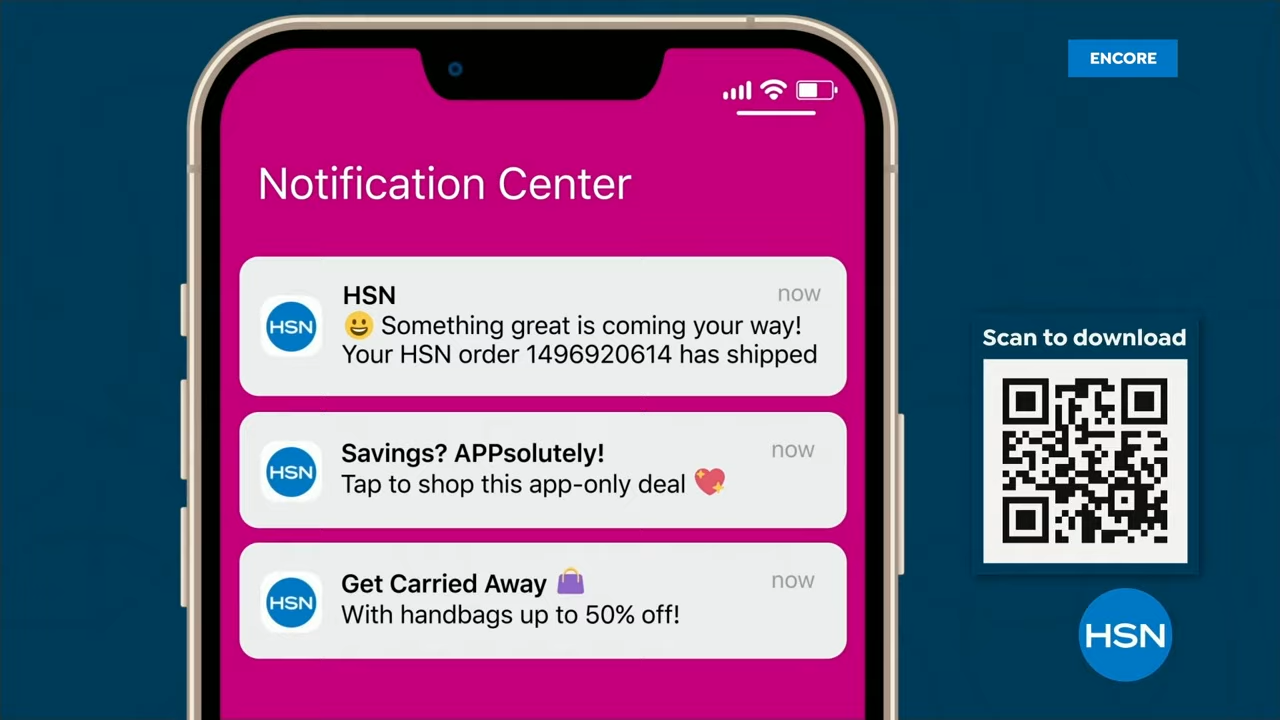 ENCORE
Notification Center
HSN
HSN
now
😀 Something great is coming your way!
Your HSN order 1496920614 has shipped
HSN
Savings? APPsolutely!
now
Tap to shop this app-only deal 💖
HSN
Get Carried Away 👜
now
With handbags up to 50% off!
Scan to download
HSN